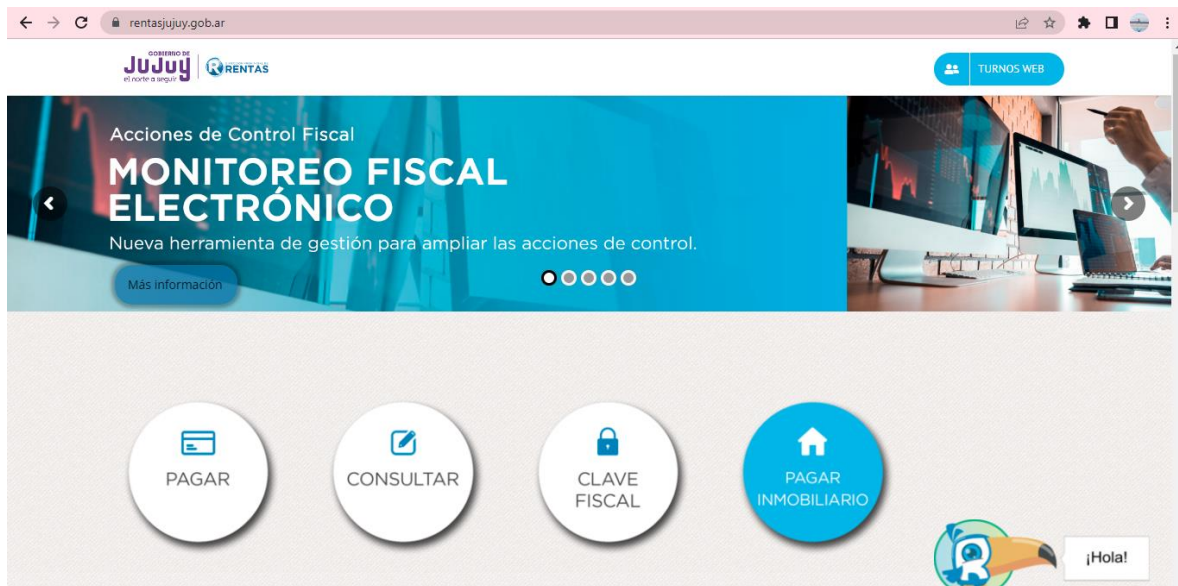 rentasjujuy.gob.ar
GOBIERNO DE
JUJUY
el norte a seguir
RENTAS
TURNOS WEB
Acciones de Control Fiscal
MONITOREO FISCAL
ELECTRÓNICO
Nueva herramienta de gestión para ampliar las acciones de control.
Más información
PAGAR
CONSULTAR
CLAVE
FISCAL
PAGAR
INMOBILIARIO
¡Hola!